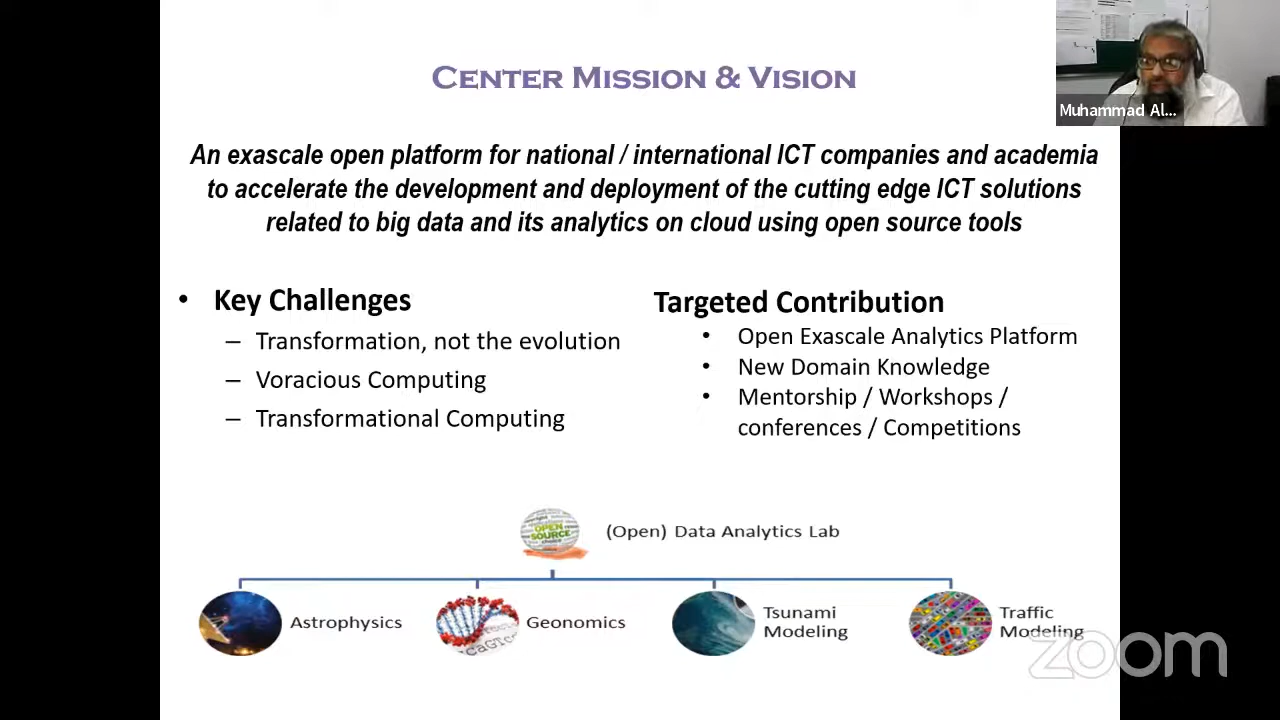 CENTER MISSION & VISION
Muhammad Al...
An exascale open platform for national / international ICT companies and academia
to accelerate the development and deployment of the cutting edge ICT solutions
related to big data and its analytics on cloud using open source tools
• Key Challenges
– Transformation, not the evolution
– Voracious Computing
– Transformational Computing
Targeted Contribution
• Open Exascale Analytics Platform
• New Domain Knowledge
• Mentorship / Workshops /
conferences / Competitions
OPEN
SOURCE
(Open) Data Analytics Lab
Astrophysics
Geonomics
Tsunami
Modeling
Traffic
Modeling
zoom